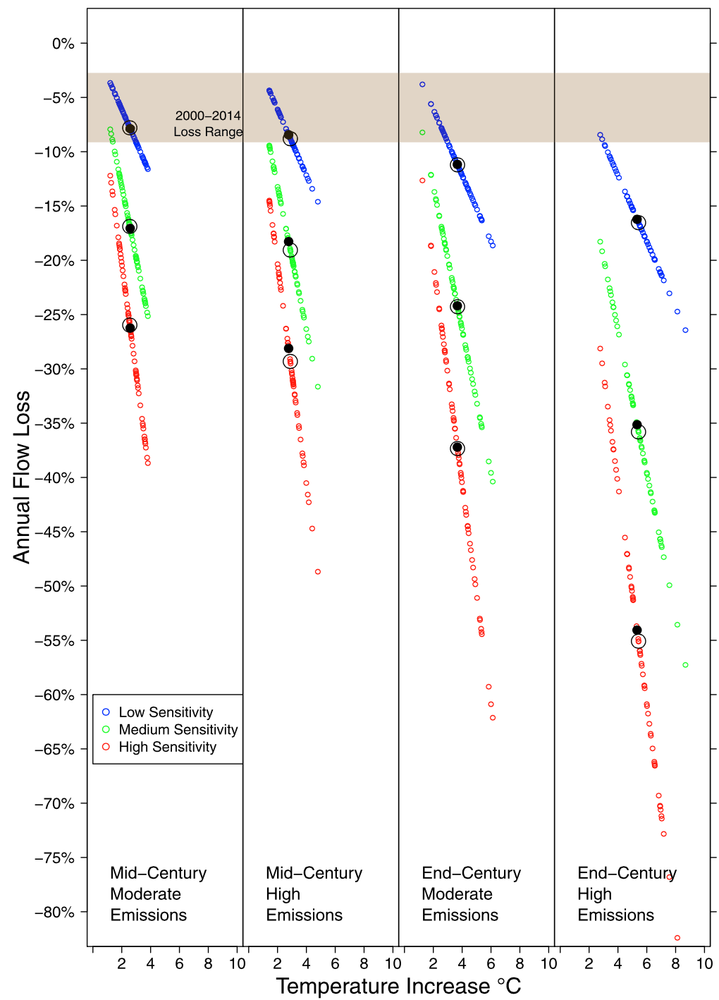 0%
−5%
−10%
−15%
−20%
−25%
−30%
−35%
−40%
−45%
−50%
−55%
−60%
−65%
−70%
−75%
−80%
Annual Flow Loss
2000−2014
Loss Range
Low Sensitivity
Medium Sensitivity
High Sensitivity
Mid−Century
Moderate
Emissions
Mid−Century
High
Emissions
End−Century
Moderate
Emissions
End−Century
High
Emissions
2 4 6 8 10
2 4 6 8 10
2 4 6 8 10
2 4 6 8 10
Temperature Increase °C